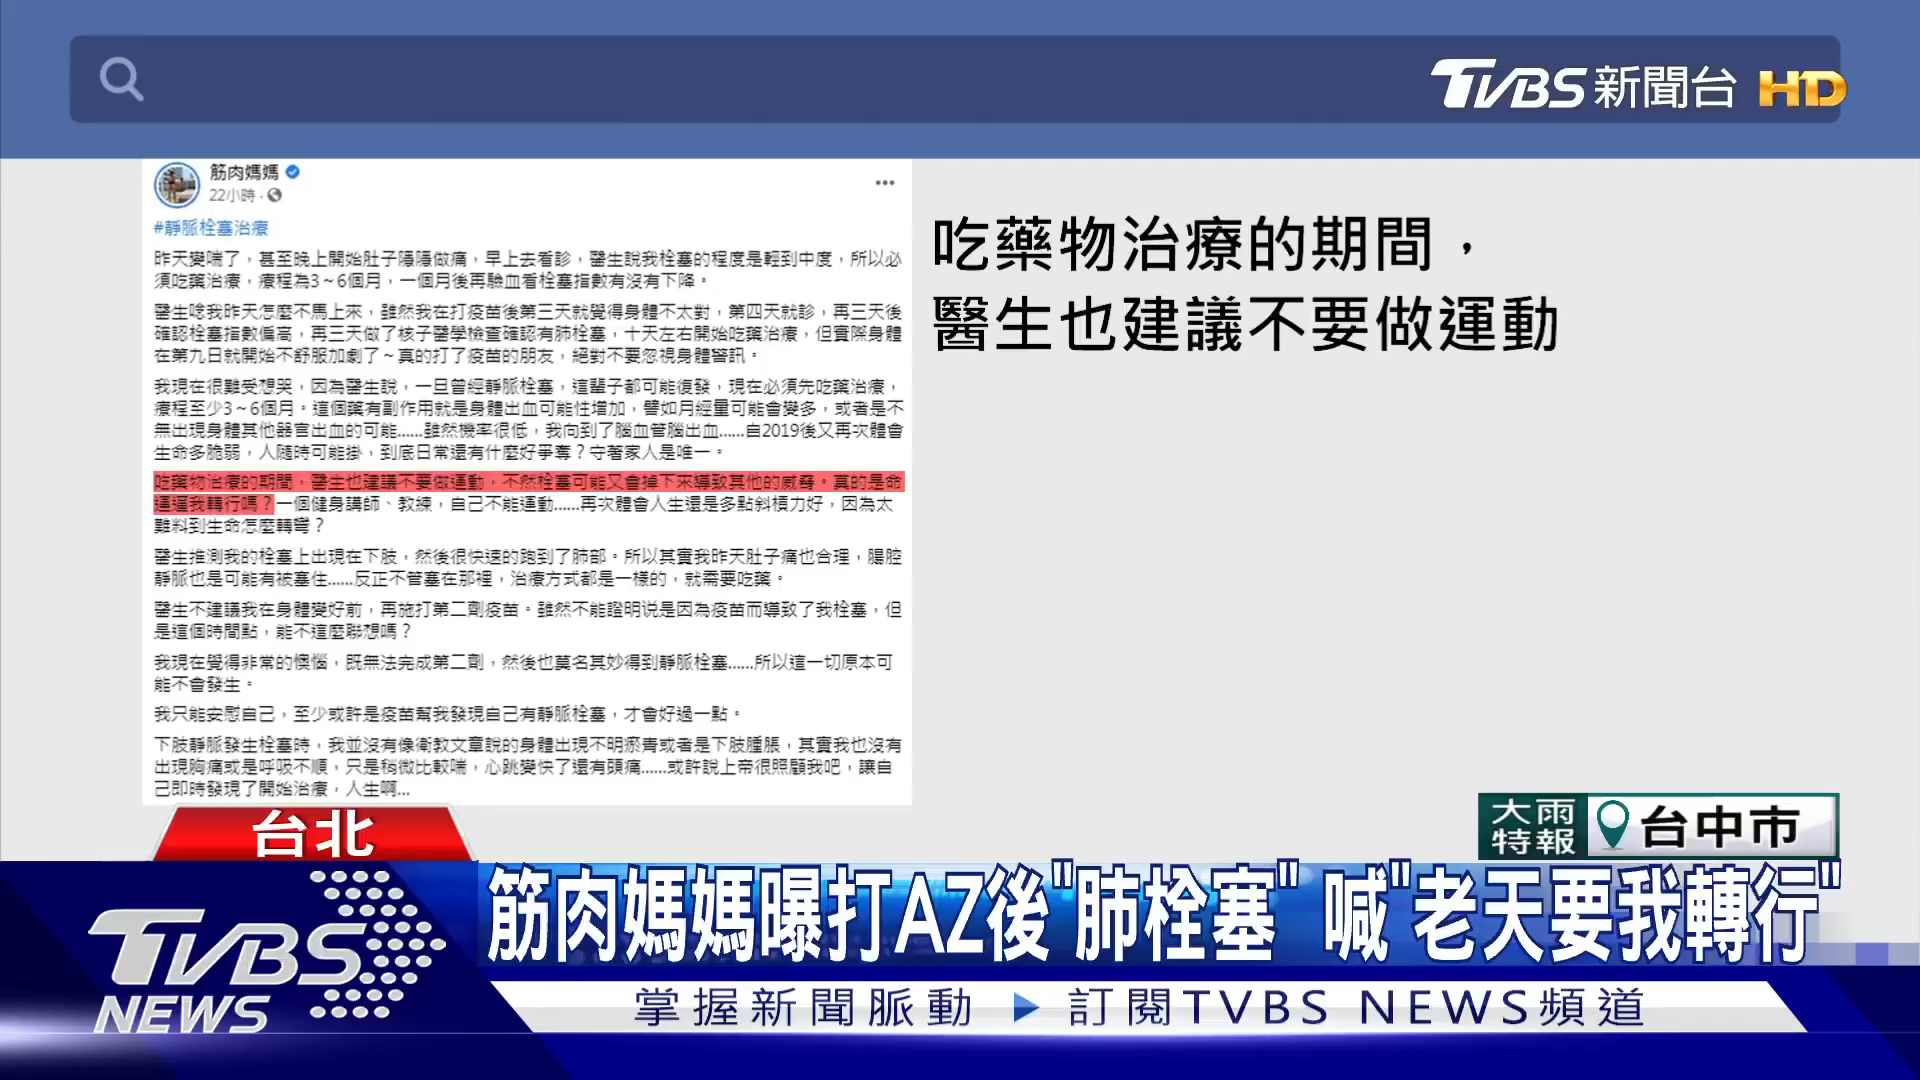 TVBS新聞台 HD
筋肉媽媽
22小時·
#靜脈栓塞治療
昨天變喘了，甚至晚上開始肚子隱隱做痛，早上去看診，醫生說我栓塞的程度是輕到中度，所以必
須吃藥治療，療程為3~6個月，一個月後再驗血看栓塞指數有沒有下降。
醫生唸我昨天怎麼不馬上來，雖然我在打疫苗後第三天就覺得身體不太對，第四天就診，再三天後
確認栓塞指數偏高，再三天做了核子醫學檢查確認有肺栓塞，十天左右開始吃藥治療，但實際身體
在第九日就開始不舒服加劇了~真的打了疫苗的朋友，絕對不要忽視身體警訊。
我現在很難受想哭，因為醫生說，一旦曾經靜脈栓塞，這輩子都可能復發，現在必須先吃藥治療，
療程至少3~6個月。這個藥有副作用就是身體出血可能性增加，譬如月經量可能會變多，或者是不
無出現身體其他器官出血的可能......雖然機率很低，我向到了腦血管腦出血......自2019後又再次體會
生命多脆弱，人隨時可能掛，到底日常還有什麼好爭奪？守著家人是唯一。
吃藥物治療的期間，醫生也建議不要做運動，不然栓塞可能又會掉下來導致其他的威脅。真的是命
運逼我轉行嗎？一個健身講師、教練，自己不能運動......再次體會人生還是多點斜槓力好，因為太
難料到生命怎麼轉彎？
醫生推測我的栓塞上出現在下肢，然後很快速的跑到了肺部。所以其實我昨天肚子痛也合理，腸腔
靜脈也是可能有被塞住......反正不管塞在那裡，治療方式都是一樣的，就需要吃藥。
醫生不建議我在身體變好前，再施打第二劑疫苗。雖然不能證明说是因為疫苗而導致了我栓塞，但
是這個時間點，能不這麼聯想嗎？
我現在覺得非常的懊惱，既無法完成第二劑，然後也莫名其妙得到靜脈栓塞......所以這一切原本可
能不會發生。
我只能安慰自己，至少或許是疫苗幫我發現自己有靜脈栓塞，才會好過一點。
下肢靜脈發生栓塞時，我並沒有像衛教文章說的身體出現不明瘀青或者是下肢腫脹，其實我也沒有
出現胸痛或是呼吸不順，只是稍微比較喘，心跳變快了還有頭痛......或許說上帝很照顧我吧，讓自
己即時發現了開始治療，人生啊...
吃藥物治療的期間，
醫生也建議不要做運動
大雨
特報
台中市
台北
筋肉媽媽曝打AZ後"肺栓塞" 喊"老天要我轉行"
TVBS
NEWS
掌握新聞脈動 ▶ 訂閱TVBS NEWS頻道